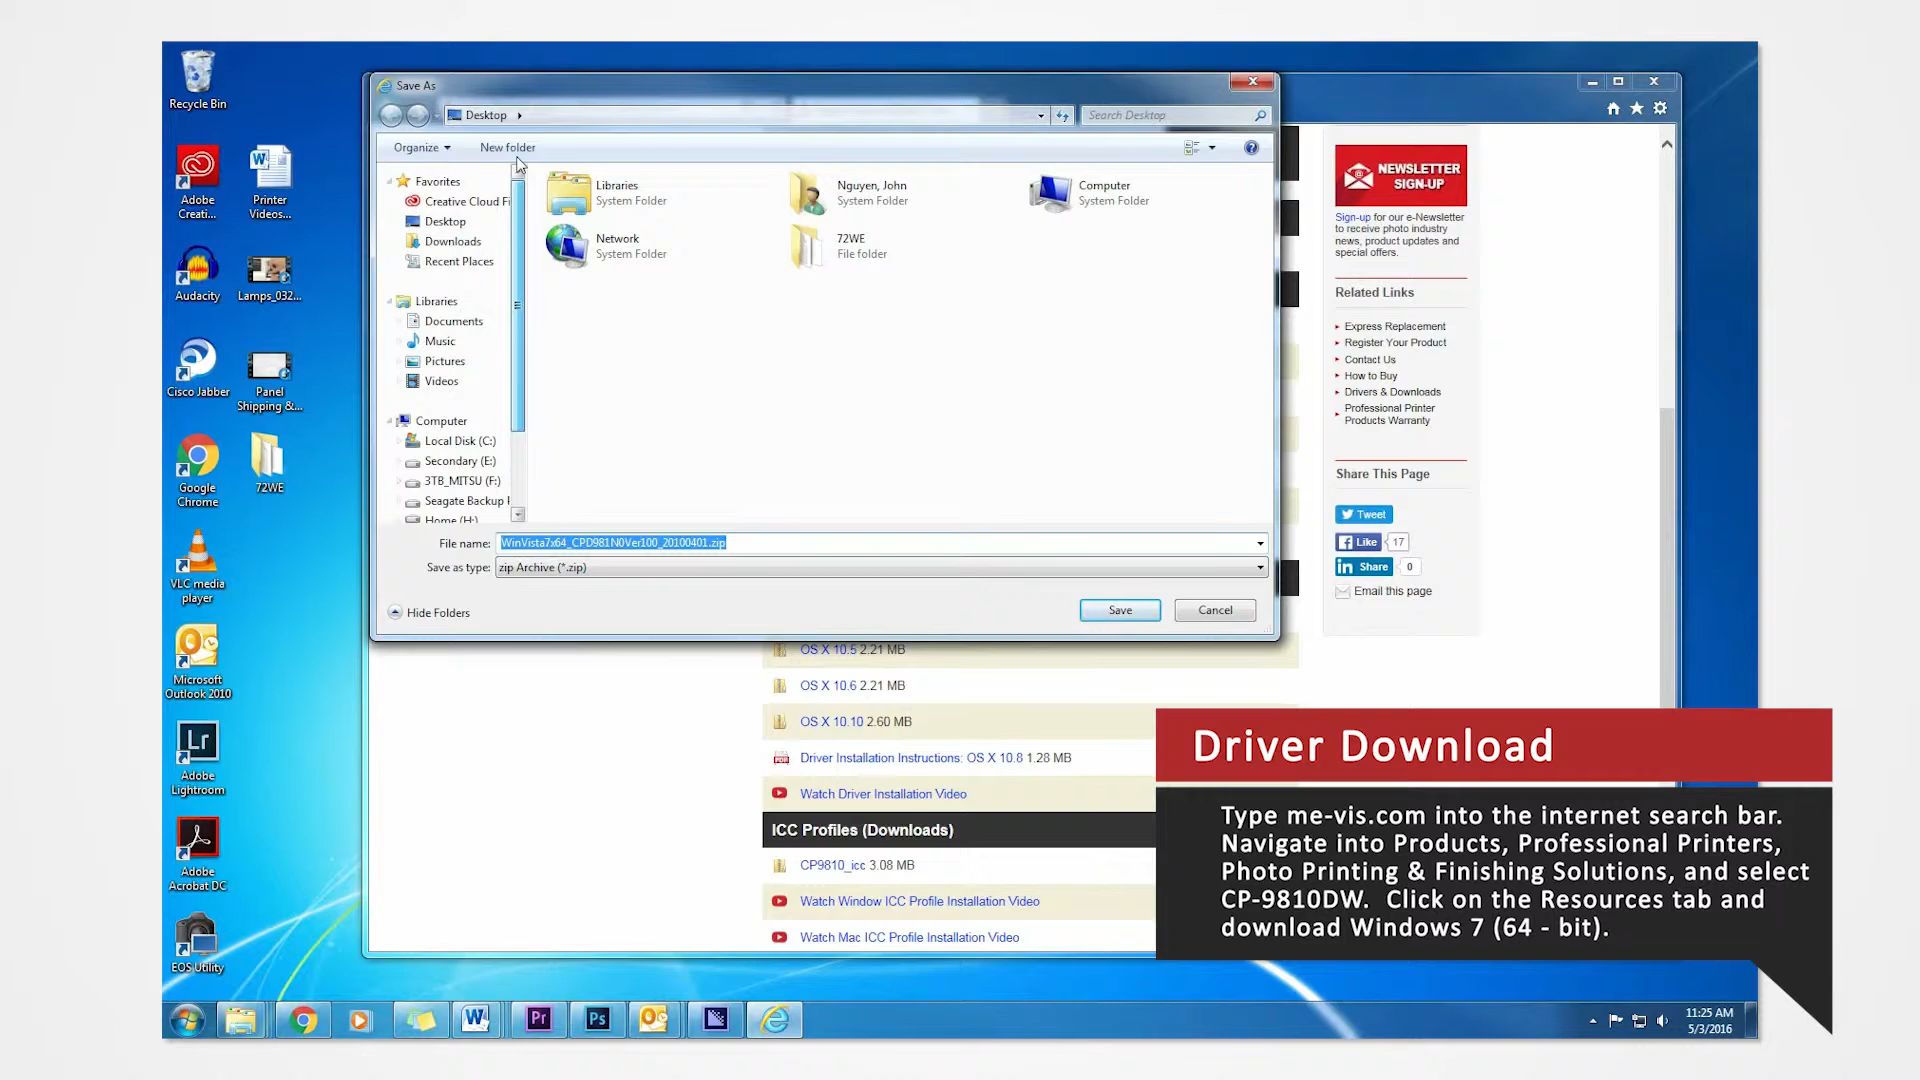 Recycle Bin
Adobe
Creati...
Printer
Videos...
Audacity
Lamps_032...
Cisco Jabber
Panel
Shipping &...
Google
Chrome
72WE
VLC media
player
Microsoft
Outlook 2010
Lr
Adobe
Lightroom
Adobe
Acrobat DC
EOS Utility
Save As
Desktop
Search Desktop
Organize
New folder
Favorites
Creative Cloud Fi
Desktop
Downloads
Recent Places
Libraries
Documents
Music
Pictures
Videos
Computer
Local Disk (C:)
Secondary (E:)
3TB_MITSU (F:)
Seagate Backup
Home (H:)
Libraries
System Folder
Nguyen, John
System Folder
Computer
System Folder
Network
System Folder
72WE
File folder
File name: WinVista7x64_CPD981N0Ver100_20100401.zip
Save as type: zip Archive (*.zip)
Hide Folders
Save
Cancel
NEWSLETTER
SIGN-UP
Sign-up for our e-Newsletter
to receive photo industry
news, product updates and
special offers.
Related Links
Express Replacement
Register Your Product
Contact Us
How to Buy
Drivers & Downloads
Professional Printer
Products Warranty
Share This Page
Tweet
Like 17
in Share 0
Email this page
OS X 10.5 2.21 MB
OS X 10.6 2.21 MB
OS X 10.10 2.60 MB
Driver Installation Instructions: OS X 10.8 1.28 MB
Watch Driver Installation Video
ICC Profiles (Downloads)
CP9810_icc 3.08 MB
Watch Window ICC Profile Installation Video
Watch Mac ICC Profile Installation Video
Driver Download
Type me-vis.com into the internet search bar.
Navigate into Products, Professional Printers,
Photo Printing & Finishing Solutions, and select
CP-9810DW. Click on the Resources tab and
download Windows 7 (64 - bit).
Pr
Ps
11:25 AM
5/3/2016